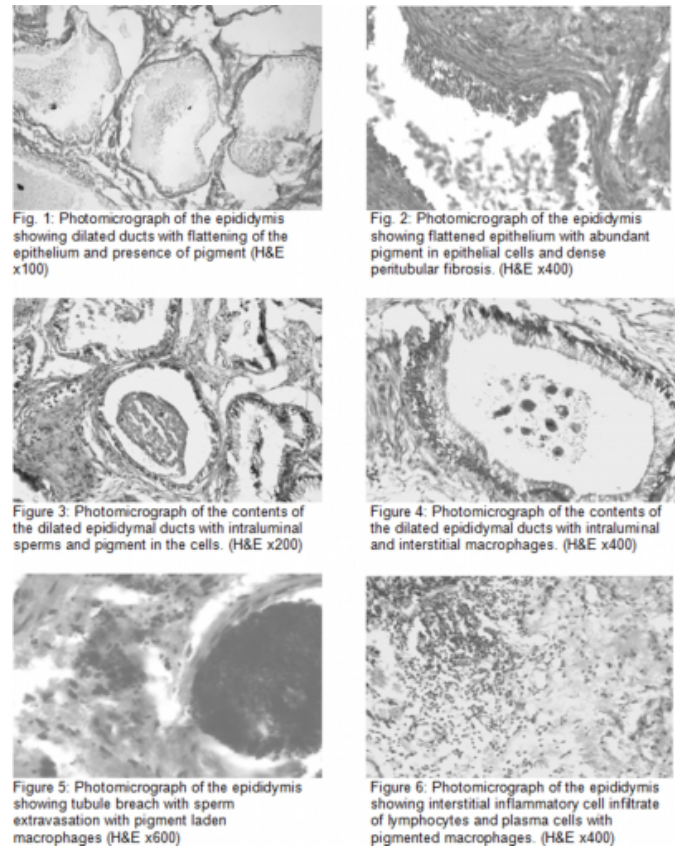 Fig. 1: Photomicrograph of the epididymis
showing dilated ducts with flattening of the
epithelium and presence of pigment (H&E
x100)
Fig. 2: Photomicrograph of the epididymis
showing flattened epithelium with abundant
pigment in epithelial cells and dense
peritubular fibrosis. (H&E x400)
Figure 3: Photomicrograph of the contents of
the dilated epididymal ducts with intraluminal
sperms and pigment in the cells. (H&E x200)
Figure 4: Photomicrograph of the contents of
the dilated epididymal ducts with intraluminal
and interstitial macrophages. (H&E x400)
Figure 5: Photomicrograph of the epididymis
showing tubule breach with sperm
extravasation with pigment laden
macrophages (H&E x600)
Figure 6: Photomicrograph of the epididymis
showing interstitial inflammatory cell infiltrate
of lymphocytes and plasma cells with
pigmented macrophages. (H&E x400)